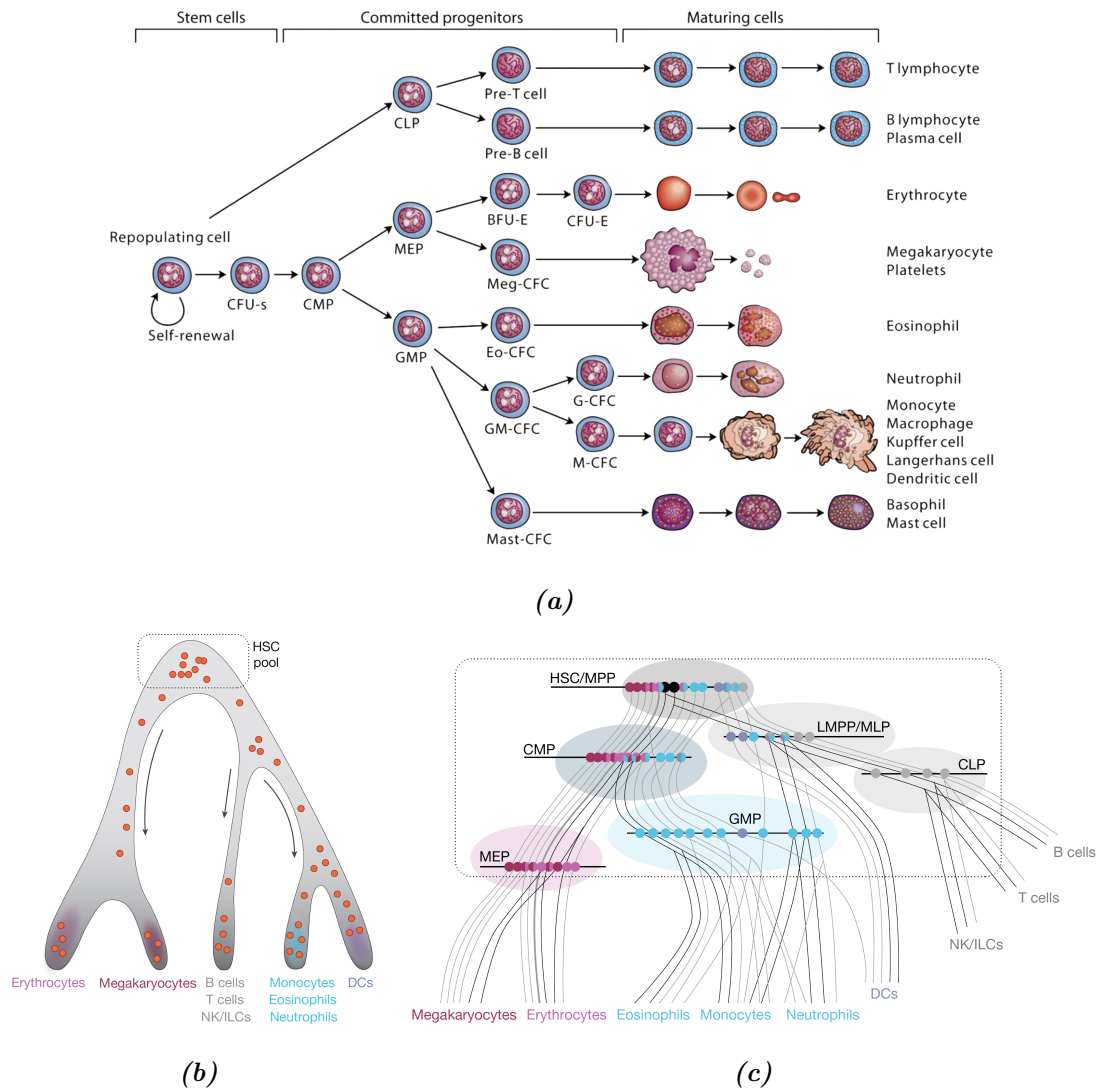 Stem cells
Committed progenitors
Maturing cells
Pre-T cell
T lymphocyte
CLP
Pre-B cell
B lymphocyte
Plasma cell
BFU-E
CFU-E
Erythrocyte
Repopulating cell
MEP
Meg-CFC
Megakaryocyte
Platelets
CFU-s
CMP
Self-renewal
GMP
Eo-CFC
Eosinophil
G-CFC
Neutrophil
GM-CFC
M-CFC
Monocyte
Macrophage
Kupffer cell
Langerhans cell
Dendritic cell
Mast-CFC
Basophil
Mast cell
(a)
HSC
pool
Erythrocytes
Megakaryocytes
B cells
T cells
NK/ILCs
Monocytes
Eosinophils
Neutrophils
DCs
(b)
HSC/MPP
LMPP/MLP
CMP
CLP
GMP
MEP
B cells
T cells
NK/ILCs
DCs
Megakaryocytes
Erythrocytes
Eosinophils
Monocytes
Neutrophils
(c)